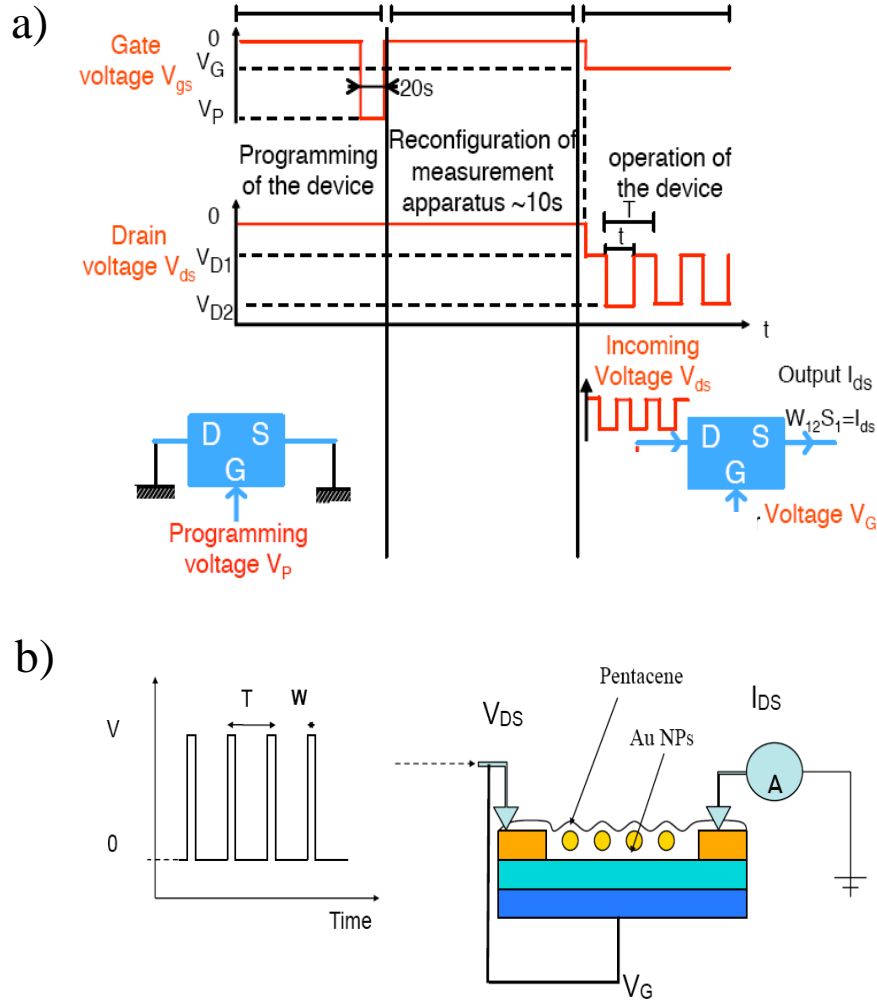 a)
Gate
voltage Vgs
0
VG
VP
20s
Programming
of the device
Reconfiguration of
measurement
apparatus ~10s
operation of
the device
T
t
Drain
voltage Vds
0
VD1
VD2
t
Incoming
Voltage Vds
Output Ids
W12S1=Ids
D S
G
Programming
voltage VP
D S
G
Voltage VG
b)
V
0
T
W
Time
Pentacene
Au NPs
VDS
IDS
A
VG